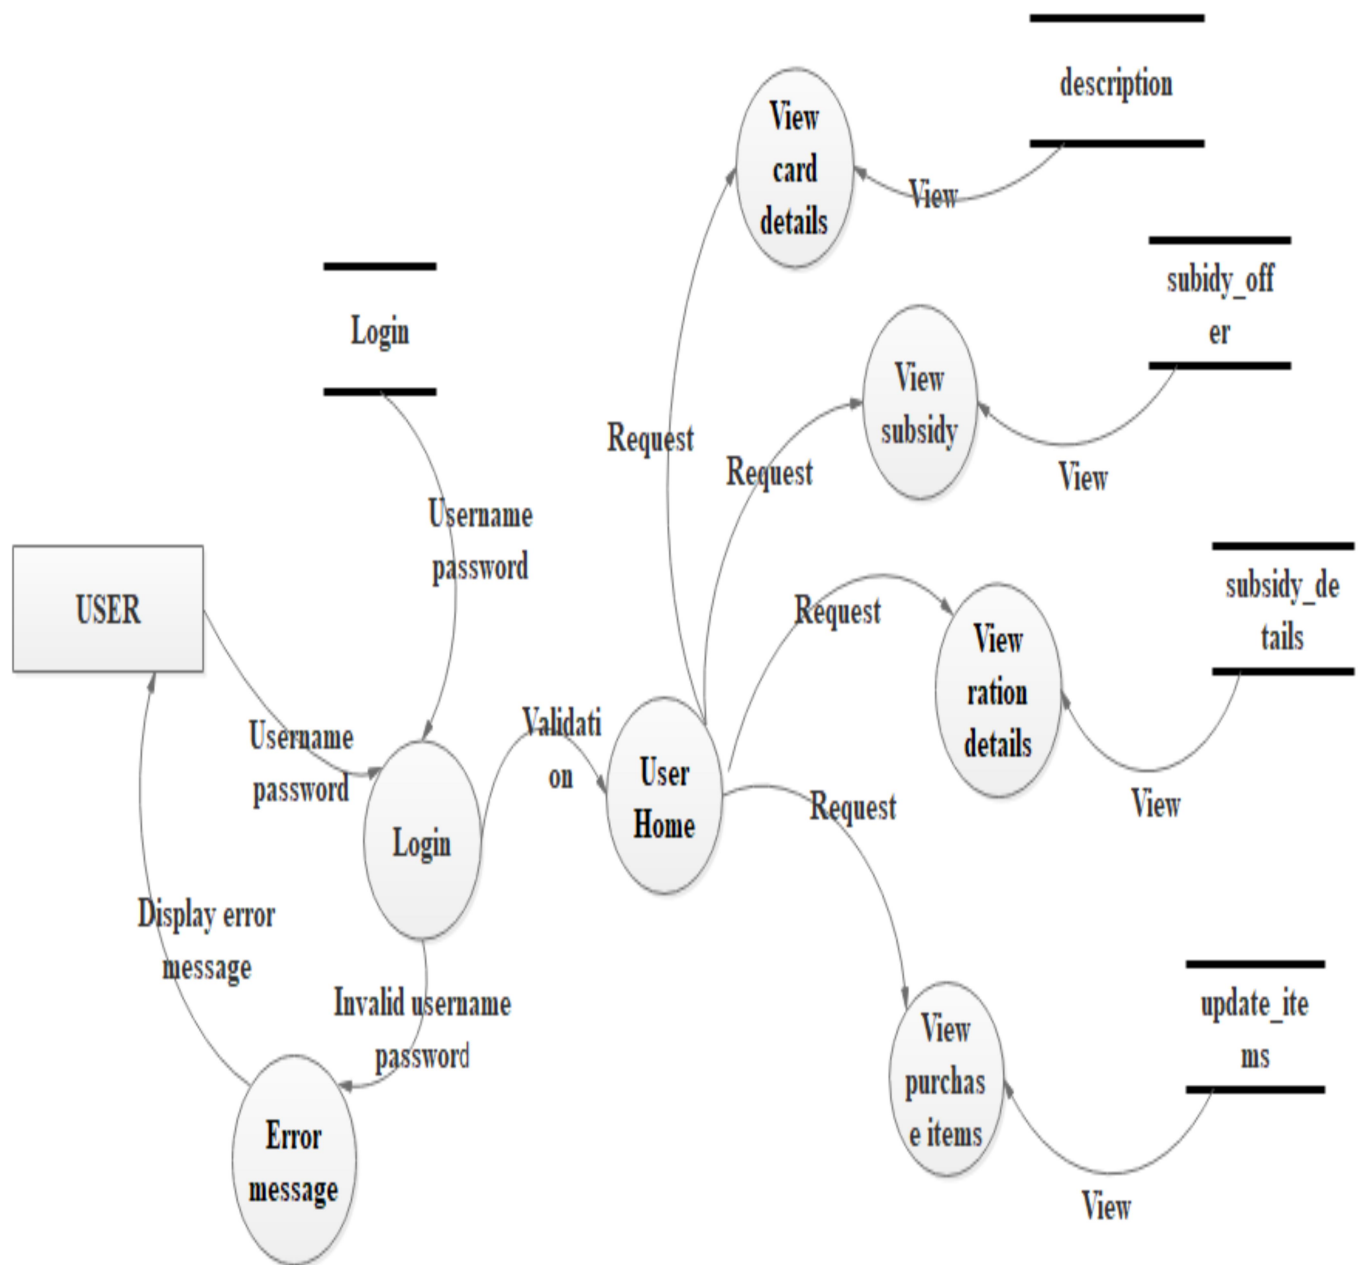 description
View
card
details
View
subidy_off
er
Login
View
subsidy
Request
Request
View
Username
password
USER
Request
subsidy_de
tails
View
ration
details
Username
password
Validati
on
User
Home
Request
View
Login
Display error
message
Invalid username
password
View
purchas
e items
update_ite
ms
Error
message
View